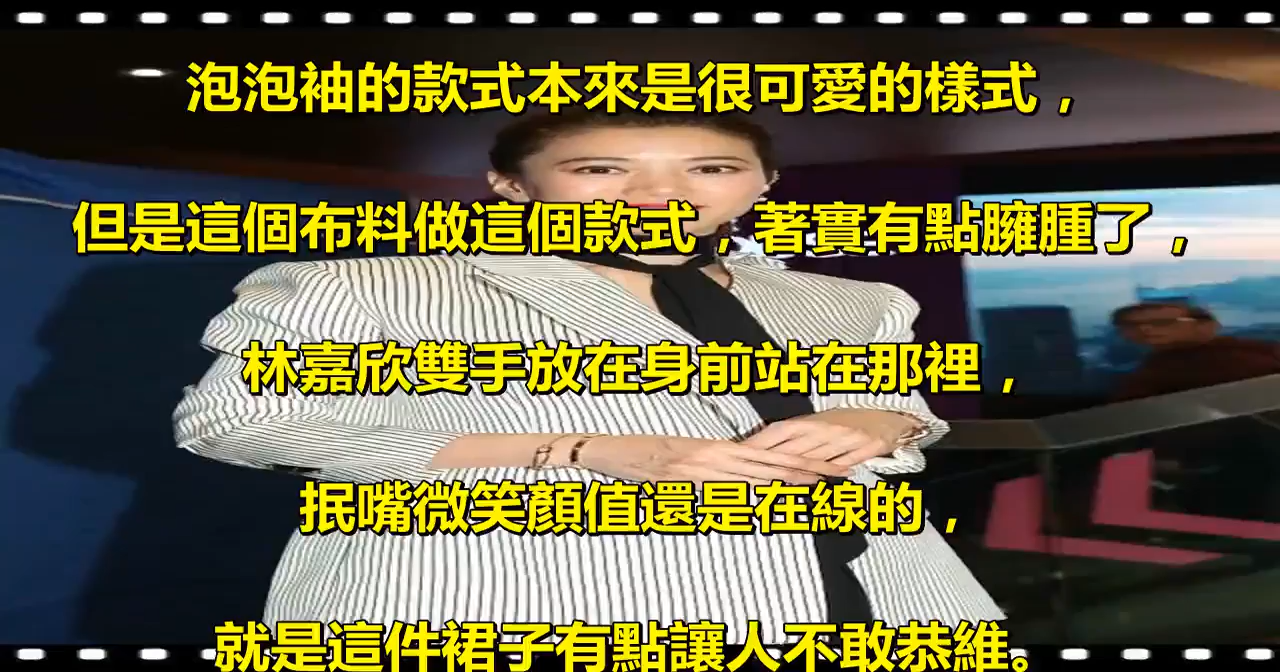 泡泡袖的款式本來是很可愛的樣式，
但是這個布料做這個款式，著實有點臃腫了，
林嘉欣雙手放在身前站在那裡，
抿嘴微笑顏值還是在線的，
就是這件裙子有點讓人不敢恭維。